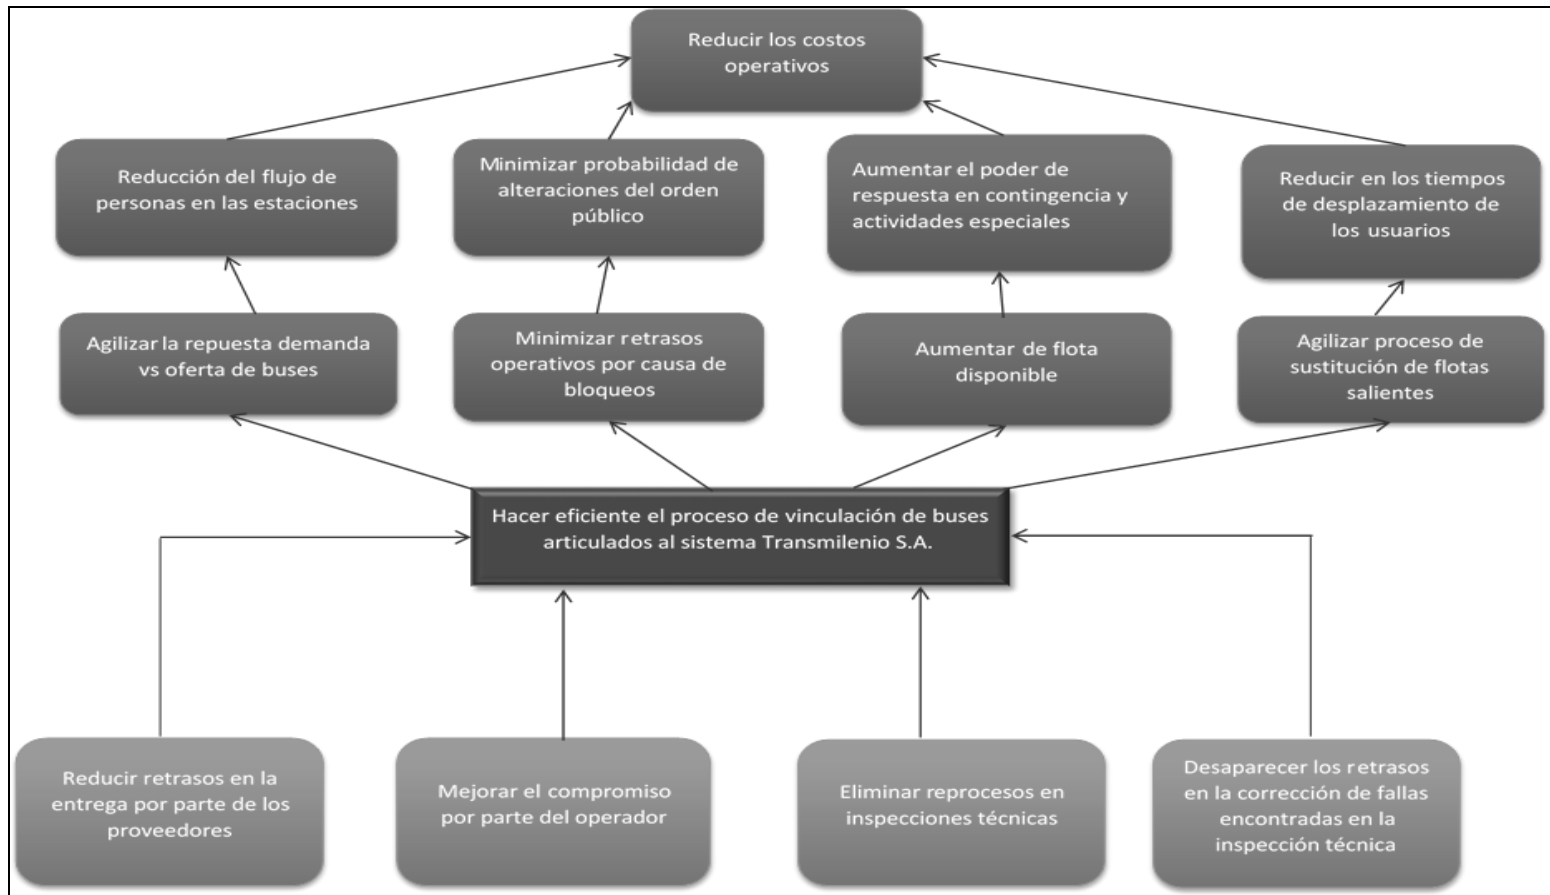 Reducir los costos
operativos
Reducción del flujo de
personas en las estaciones
Minimizar probabilidad de
alteraciones del orden
público
Aumentar el poder de
respuesta en contingencia y
actividades especiales
Reducir en los tiempos
de desplazamiento de
los usuarios
Agilizar la repuesta demanda
vs oferta de buses
Minimizar retrasos
operativos por causa de
bloqueos
Aumentar de flota
disponible
Agilizar proceso de
sustitución de flotas
salientes
Hacer eficiente el proceso de vinculación de buses
articulados al sistema Transmilenio S.A.
Reducir retrasos en la
entrega por parte de los
proveedores
Mejorar el compromiso
por parte del operador
Eliminar reprocesos en
inspecciones técnicas
Desaparecer los retrasos
en la corrección de fallas
encontradas en la
inspección técnica